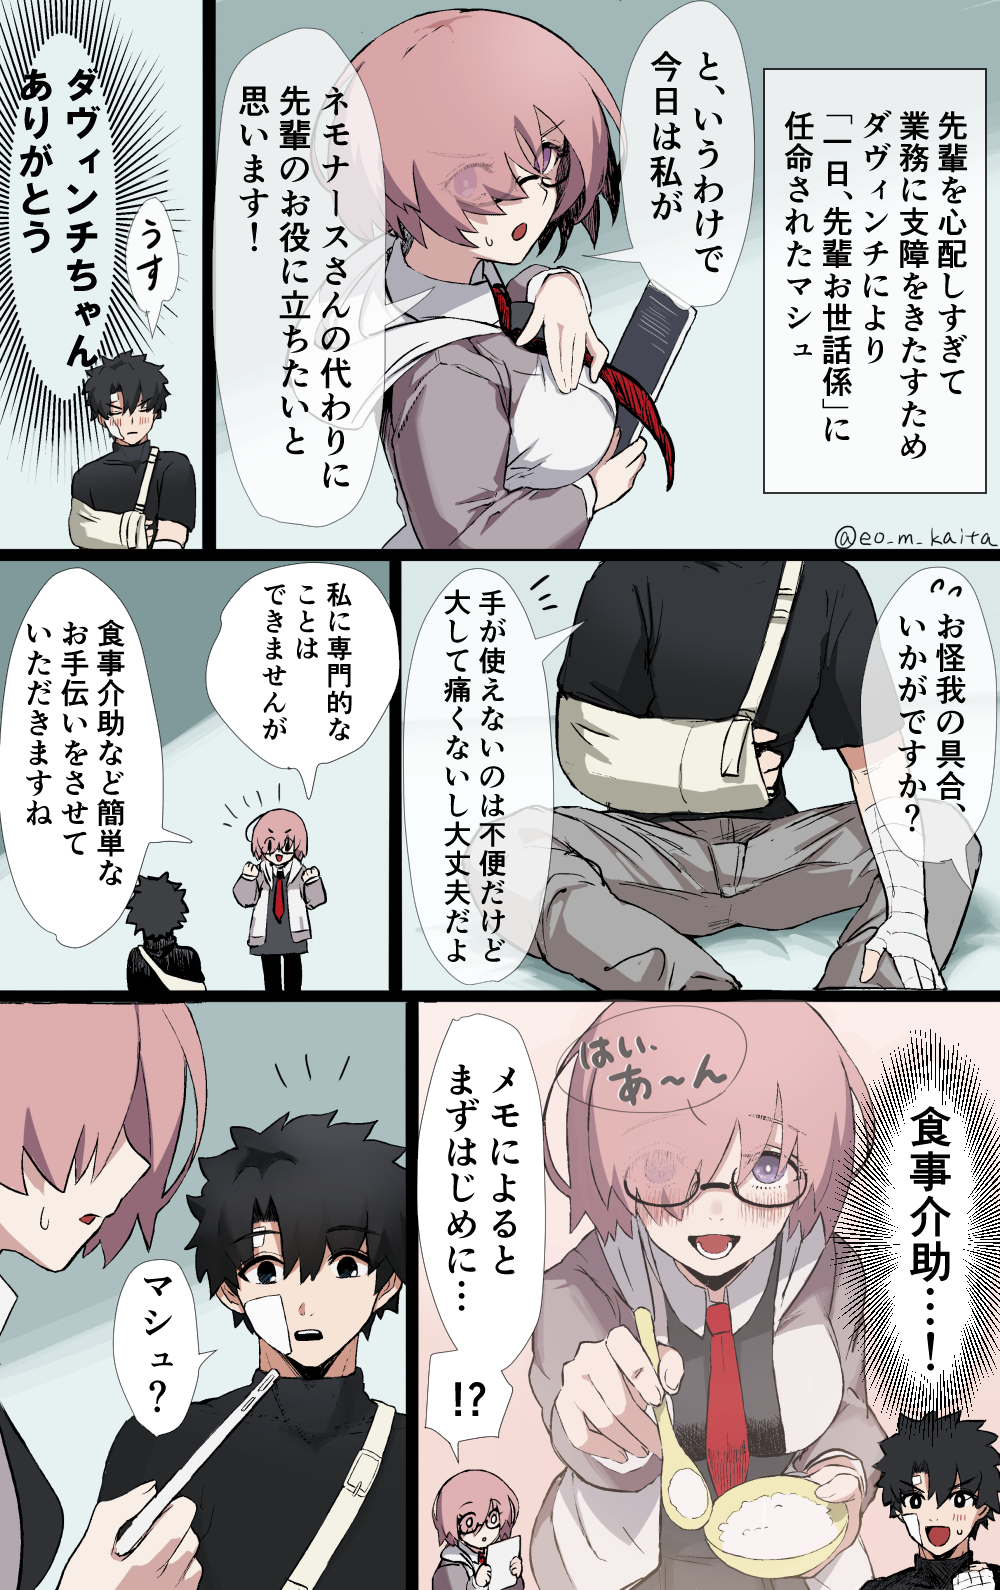 先輩を心配しすぎて
業務に支障をきたすため
ダヴィンチにより
「一日、先輩お世話係」に
任命されたマシュ
と、いうわけで
今日は私が
ネモナースさんの代わりに
先輩のお役に立ちたいと
思います!
うす
ダヴィンチちゃん
ありがとう
@eo_m_kaita
お怪我の具合、
いかがですか?
手が使えないのは不便だけど
大して痛くないし大丈夫だよ
私に専門的な
ことは
できませんが
食事介助など簡単な
お手伝いをさせて
いただきますね
食事介助…!
はい、
あ〜ん
メモによると
まずはじめに…
!?
マシュ?